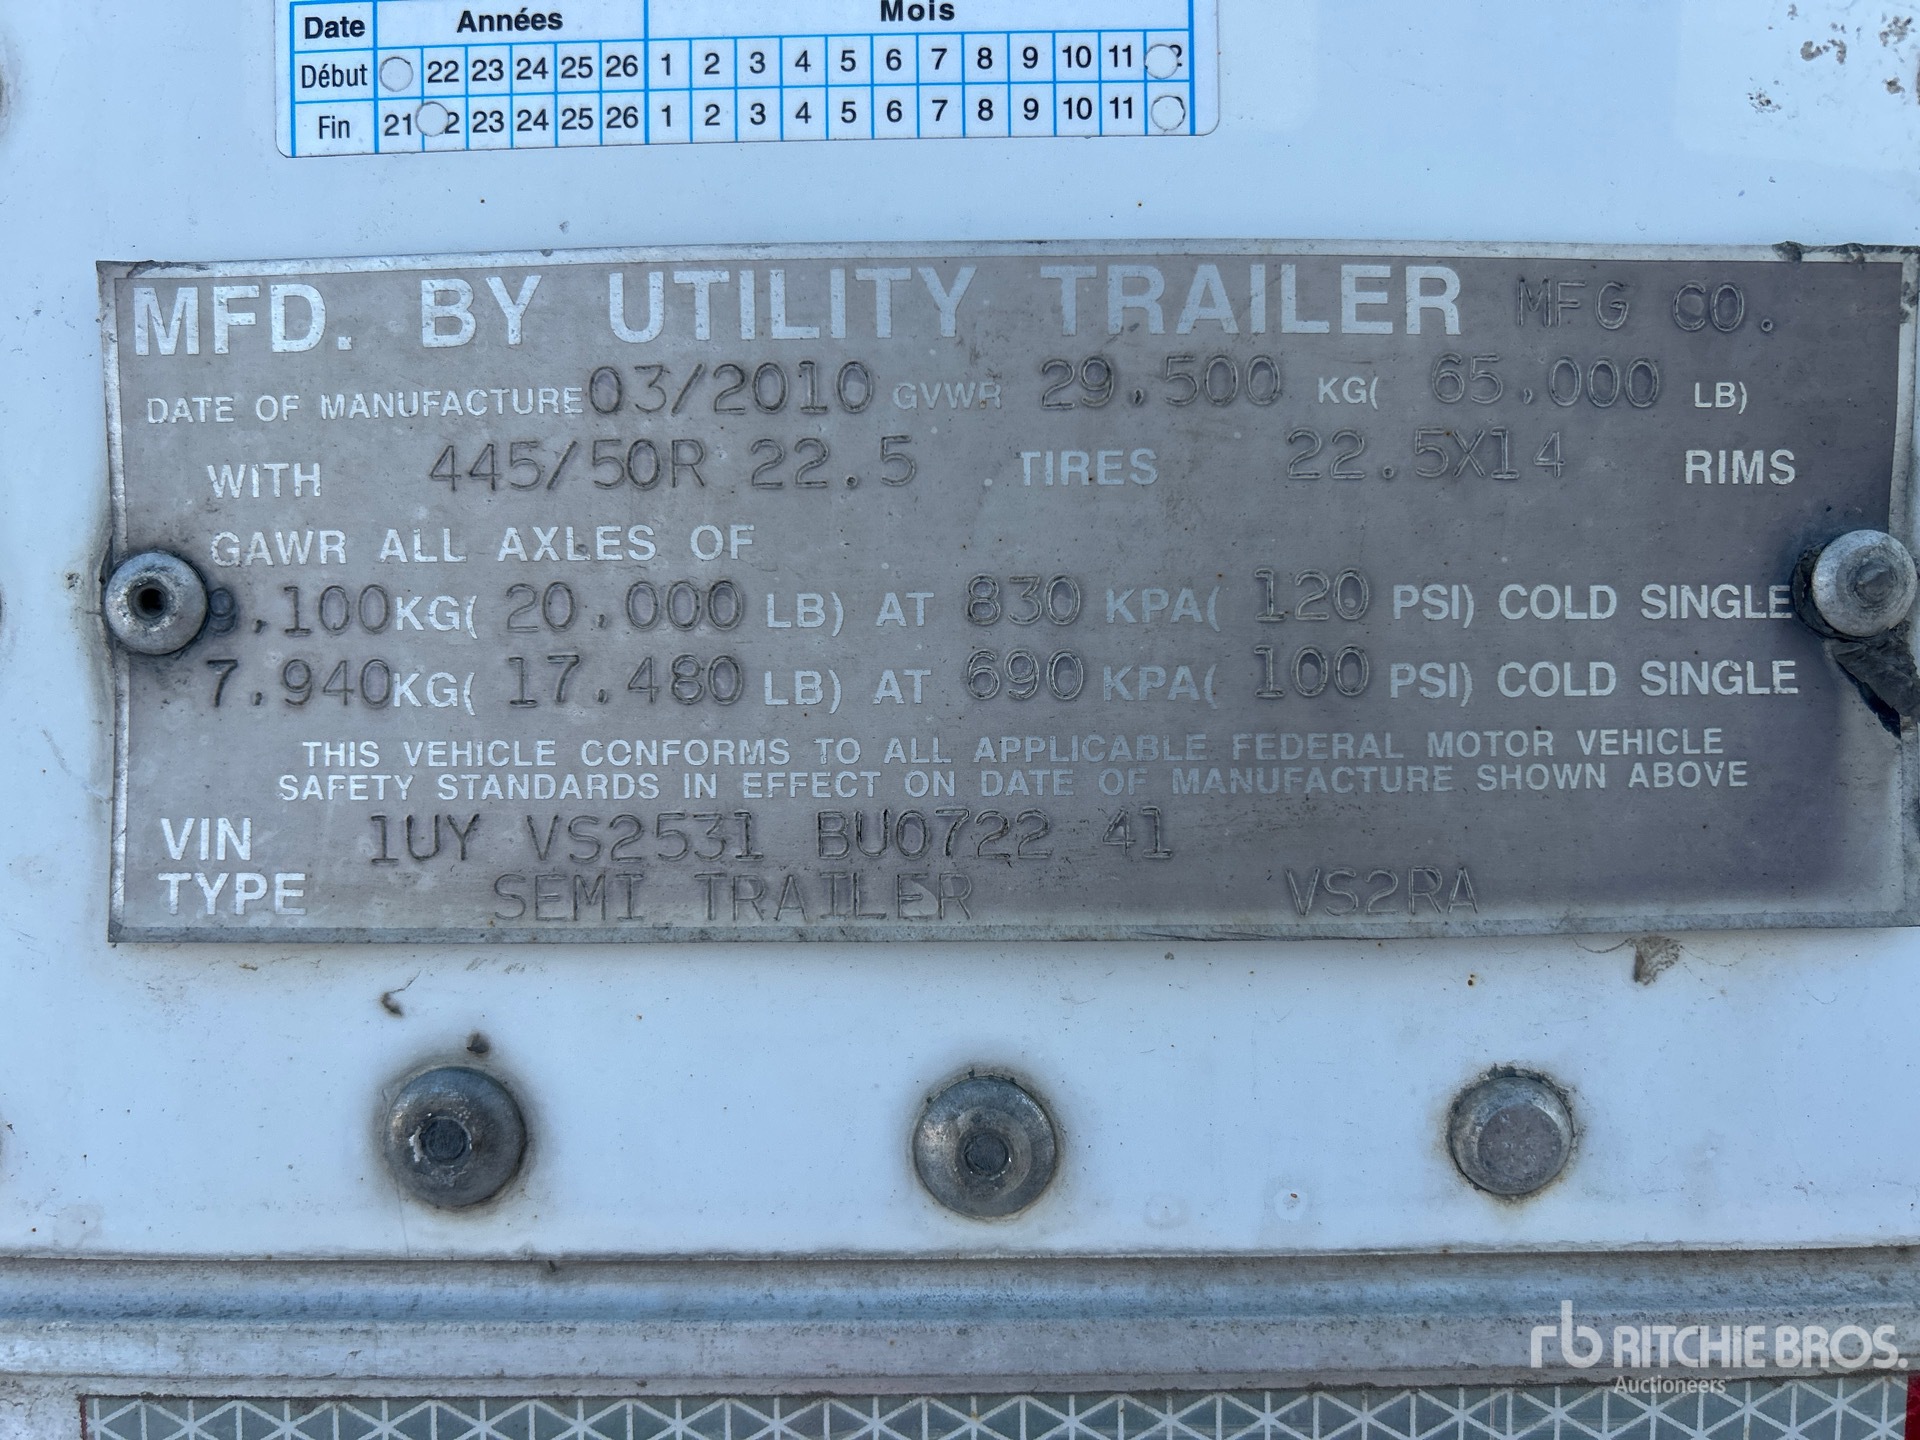 Date Années Mois
Début 22 23 24 25 26 1 2 3 4 5 6 7 8 9 10 11 2
Fin 21 2 23 24 25 26 1 2 3 4 5 6 7 8 9 10 11
MFD. BY UTILITY TRAILER MFG CO.
DATE OF MANUFACTURE 03/2010 GVWR 29,500 KG( 65,000 LB)
WITH 445/50R 22.5 TIRES 22.5X14 RIMS
GAWR ALL AXLES OF
9,100 KG( 20,000 LB) AT 830 KPA( 120 PSI) COLD SINGLE
7,940 KG( 17,480 LB) AT 690 KPA( 100 PSI) COLD SINGLE
THIS VEHICLE CONFORMS TO ALL APPLICABLE FEDERAL MOTOR VEHICLE
SAFETY STANDARDS IN EFFECT ON DATE OF MANUFACTURE SHOWN ABOVE
VIN 1UY VS2531 BU0722 41
TYPE SEMI TRAILER VS2RA
rb RITCHIE BROS.
Auctioneers